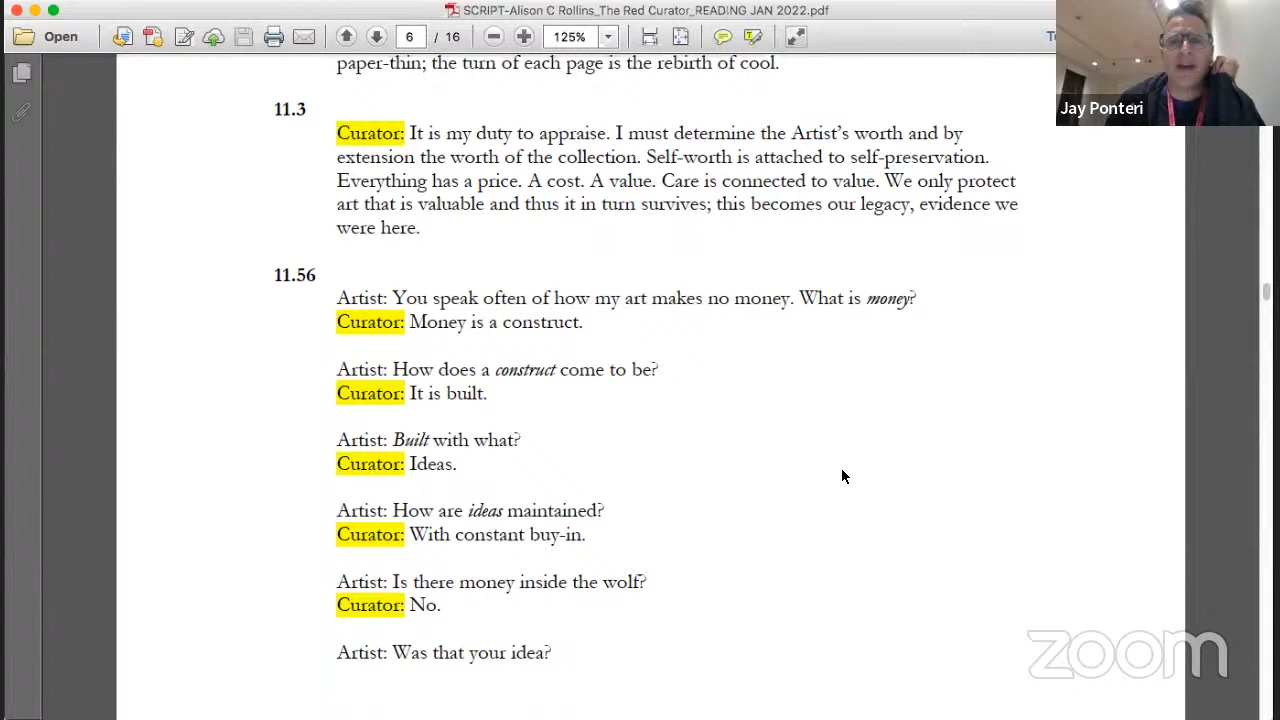 SCRIPT-Alison C Rollins_The Red Curator_READING JAN 2022.pdf
Open
6 / 16
125%
Jay Ponteri
paper-thin; the turn of each page is the rebirth of cool.
11.3
Curator: It is my duty to appraise. I must determine the Artist’s worth and by
extension the worth of the collection. Self-worth is attached to self-preservation.
Everything has a price. A cost. A value. Care is connected to value. We only protect
art that is valuable and thus it in turn survives; this becomes our legacy, evidence we
were here.
11.56
Artist: You speak often of how my art makes no money. What is money?
Curator: Money is a construct.
Artist: How does a construct come to be?
Curator: It is built.
Artist: Built with what?
Curator: Ideas.
Artist: How are ideas maintained?
Curator: With constant buy-in.
Artist: Is there money inside the wolf?
Curator: No.
Artist: Was that your idea?
zoom